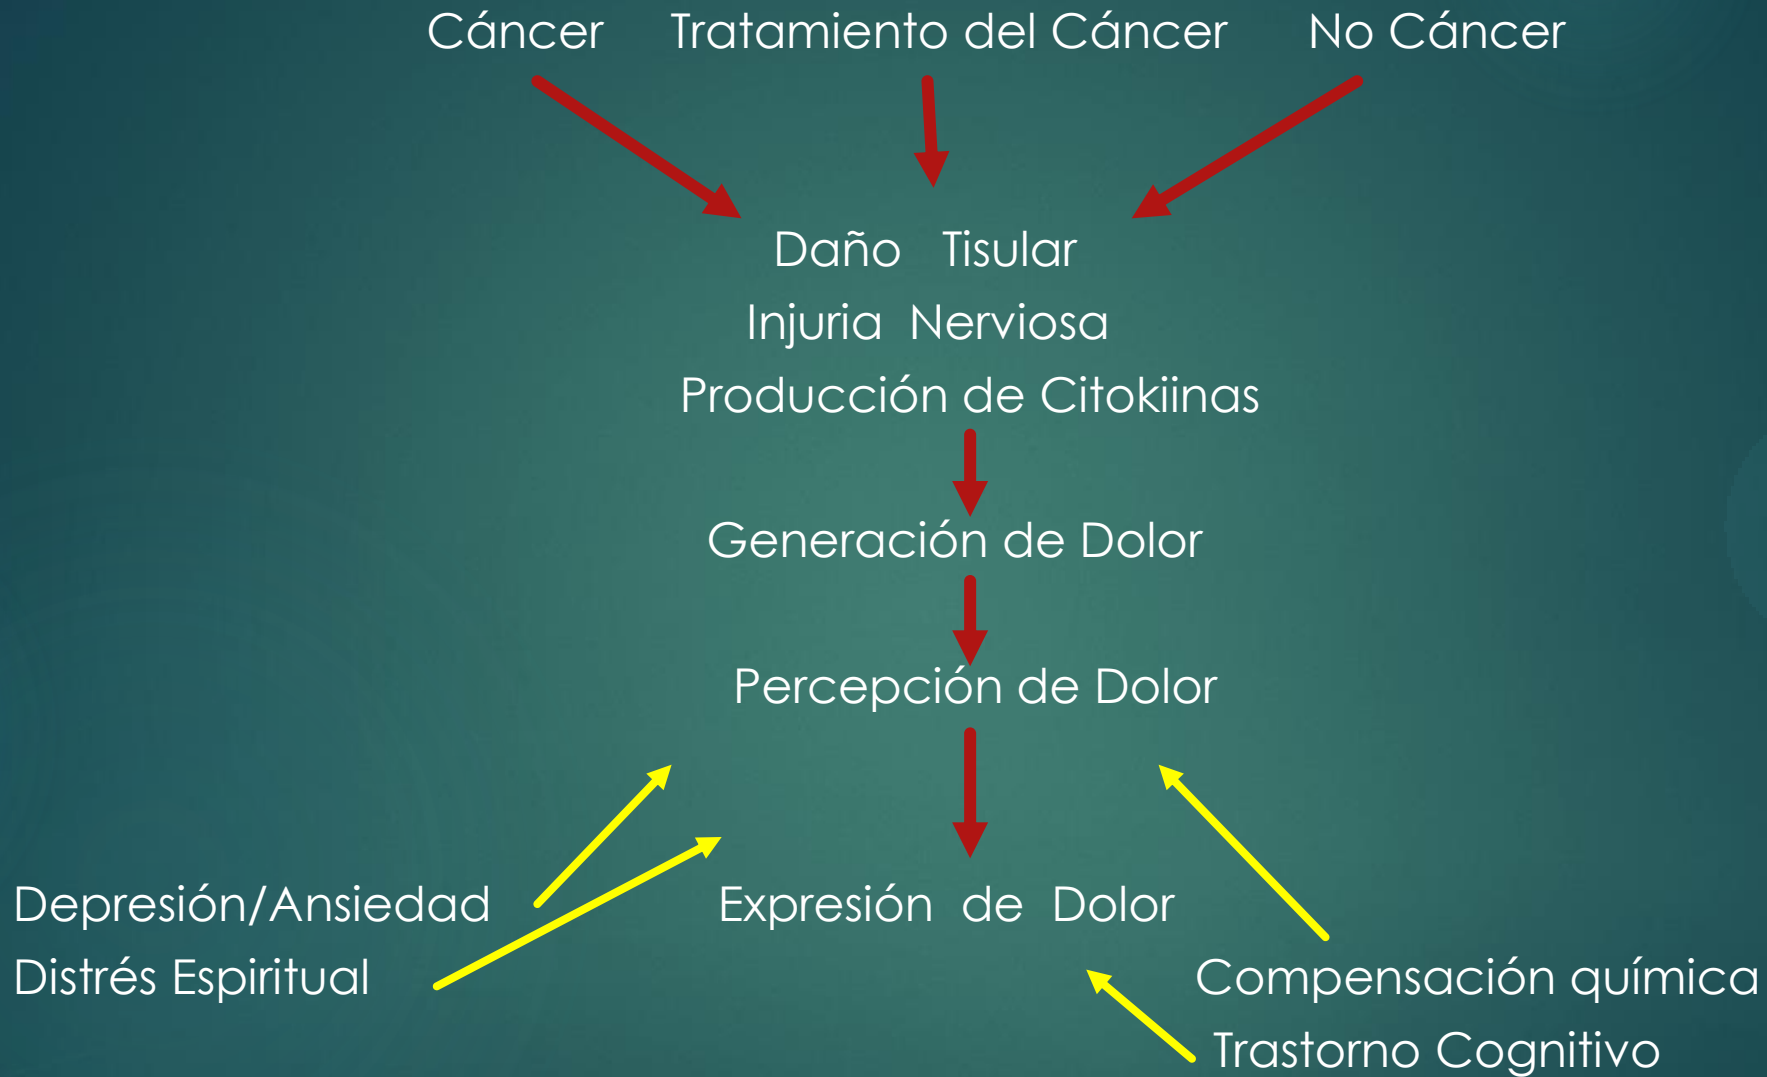 Cáncer Tratamiento del Cáncer No Cáncer
Daño Tisular
Injuria Nerviosa
Producción de Citokiinas
Generación de Dolor
Percepción de Dolor
Depresión/Ansiedad
Expresión de Dolor
Distrés Espiritual
Compensación química
Trastorno Cognitivo